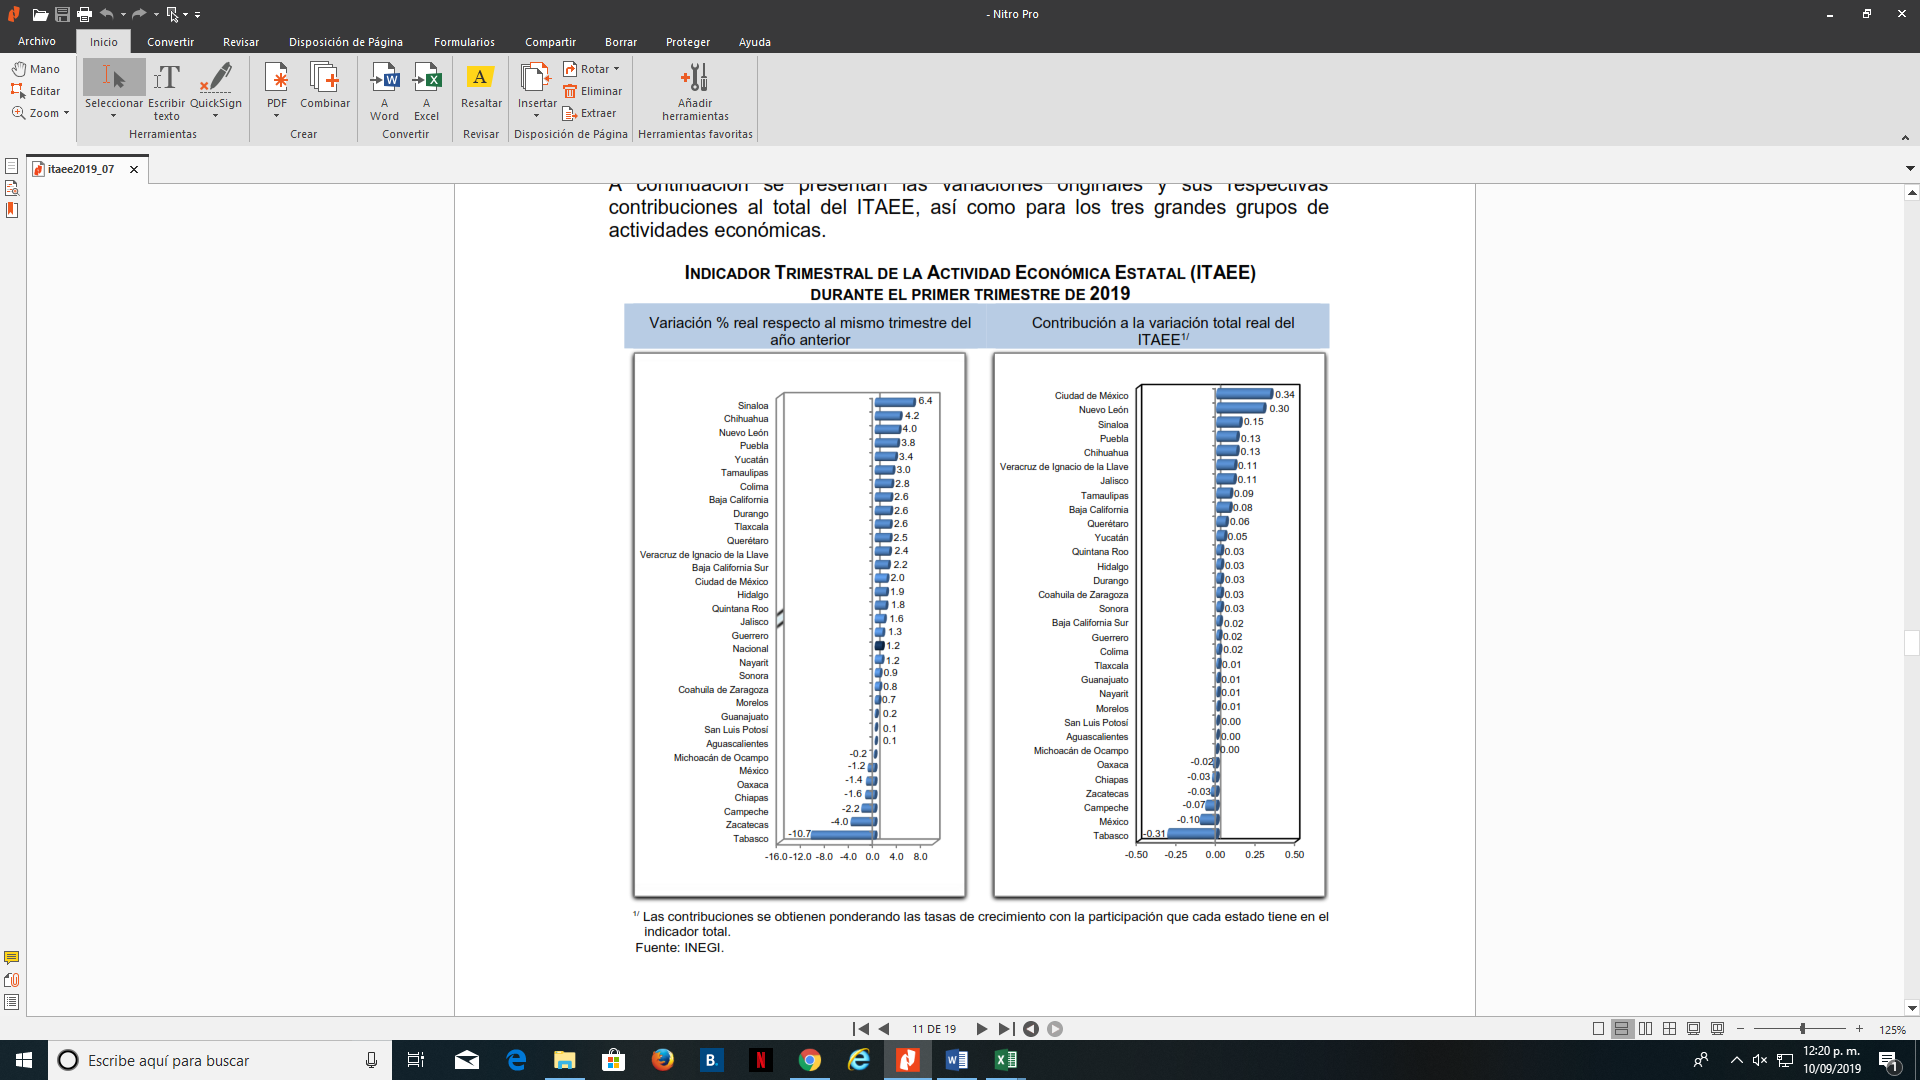 - Nitro Pro
Archivo Inicio Convertir Revisar Disposición de Página Formularios Compartir Borrar Proteger Ayuda
Mano
Editar
Zoom
Seleccionar
Escribir texto
QuickSign
Herramientas
PDF
Combinar
Crear
A Word
A Excel
Convertir
Resaltar
Revisar
Insertar
Rotar
Eliminar
Extraer
Disposición de Página
Añadir herramientas
Herramientas favoritas
itaee2019_07
A continuación se presentan las variaciones originales y sus respectivas
contribuciones al total del ITAEE, así como para los tres grandes grupos de
actividades económicas.
INDICADOR TRIMESTRAL DE LA ACTIVIDAD ECONÓMICA ESTATAL (ITAEE)
DURANTE EL PRIMER TRIMESTRE DE 2019
Variación % real respecto al mismo trimestre del
año anterior
Sinaloa 6.4
Chihuahua 4.2
Nuevo León 4.0
Puebla 3.8
Yucatán 3.4
Tamaulipas 3.0
Colima 2.8
Baja California 2.6
Durango 2.6
Tlaxcala 2.6
Querétaro 2.5
Veracruz de Ignacio de la Llave 2.4
Baja California Sur 2.2
Ciudad de México 2.0
Hidalgo 1.9
Quintana Roo 1.8
Jalisco 1.6
Guerrero 1.3
Nacional 1.2
Nayarit 1.2
Sonora 0.9
Coahuila de Zaragoza 0.8
Morelos 0.7
Guanajuato 0.2
San Luis Potosí 0.1
Aguascalientes 0.1
Michoacán de Ocampo -0.2
México -1.2
Oaxaca -1.4
Chiapas -1.6
Campeche -2.2
Zacatecas -4.0
Tabasco -10.7
-16.0 -12.0 -8.0 -4.0 0.0 4.0 8.0
Contribución a la variación total real del
ITAEE1/
Ciudad de México 0.34
Nuevo León 0.30
Sinaloa 0.15
Puebla 0.13
Chihuahua 0.13
Veracruz de Ignacio de la Llave 0.11
Jalisco 0.11
Tamaulipas 0.09
Baja California 0.08
Querétaro 0.06
Yucatán 0.05
Quintana Roo 0.03
Hidalgo 0.03
Durango 0.03
Coahuila de Zaragoza 0.03
Sonora 0.03
Baja California Sur 0.02
Guerrero 0.02
Colima 0.02
Tlaxcala 0.01
Guanajuato 0.01
Nayarit 0.01
Morelos 0.01
San Luis Potosí 0.00
Aguascalientes 0.00
Michoacán de Ocampo 0.00
Oaxaca -0.02
Chiapas -0.03
Zacatecas -0.03
Campeche -0.07
México -0.10
Tabasco -0.31
-0.50 -0.25 0.00 0.25 0.50
1/ Las contribuciones se obtienen ponderando las tasas de crecimiento con la participación que cada estado tiene en el
indicador total.
Fuente: INEGI.
11 DE 19
125%
Escribe aquí para buscar
B.
N
12:20 p. m.
10/09/2019
1